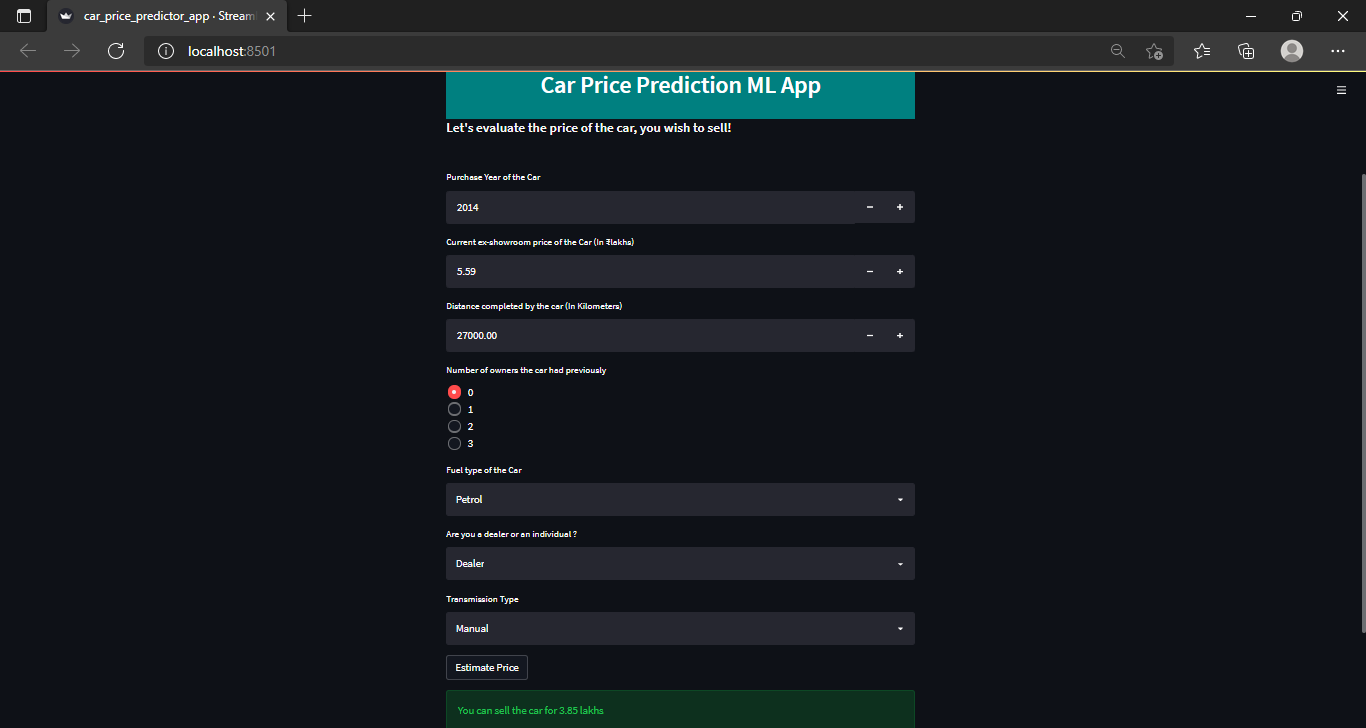 car_price_predictor_app · Stream
localhost:8501
Car Price Prediction ML App
Let's evaluate the price of the car, you wish to sell!
Purchase Year of the Car
2014
Current ex-showroom price of the Car (In ₹lakhs)
5.59
Distance completed by the car (In Kilometers)
27000.00
Number of owners the car had previously
0
1
2
3
Fuel type of the Car
Petrol
Are you a dealer or an individual ?
Dealer
Transmission Type
Manual
Estimate Price
You can sell the car for 3.85 lakhs